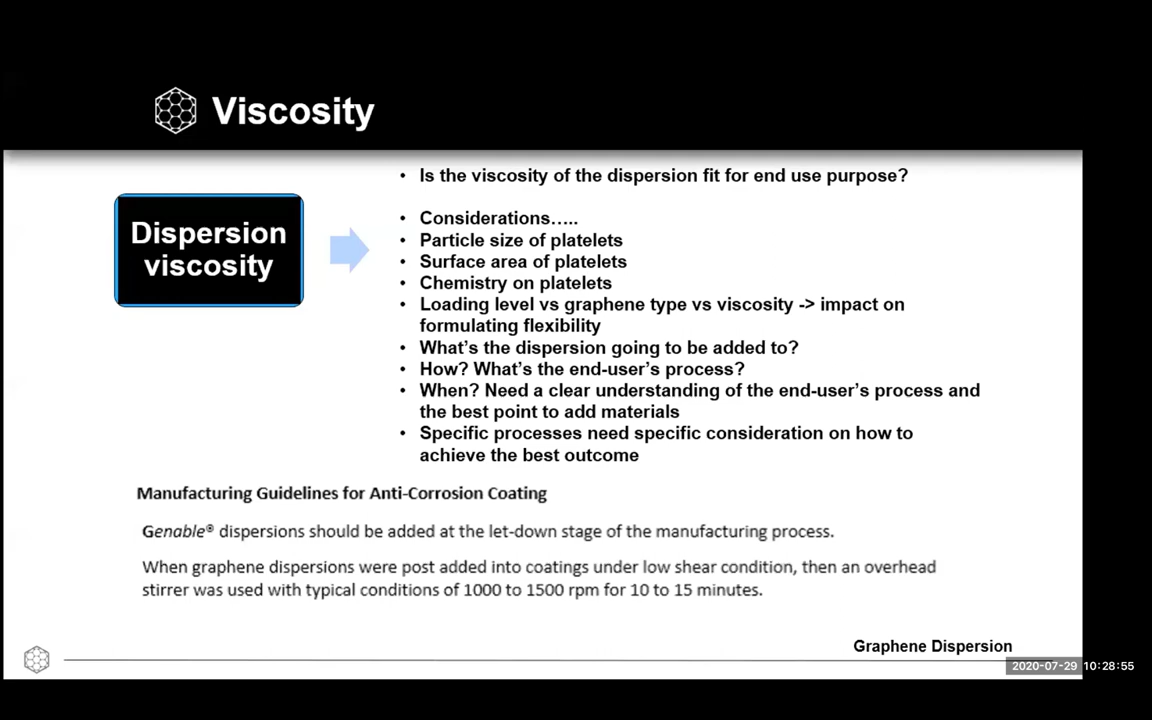 Viscosity
Dispersion
viscosity
• Is the viscosity of the dispersion fit for end use purpose?
• Considerations…..
• Particle size of platelets
• Surface area of platelets
• Chemistry on platelets
• Loading level vs graphene type vs viscosity -> impact on
formulating flexibility
• What’s the dispersion going to be added to?
• How? What’s the end-user’s process?
• When? Need a clear understanding of the end-user’s process and
the best point to add materials
• Specific processes need specific consideration on how to
achieve the best outcome
Manufacturing Guidelines for Anti-Corrosion Coating
Genable® dispersions should be added at the let-down stage of the manufacturing process.
When graphene dispersions were post added into coatings under low shear condition, then an overhead
stirrer was used with typical conditions of 1000 to 1500 rpm for 10 to 15 minutes.
Graphene Dispersion
2020-07-29 10:28:55